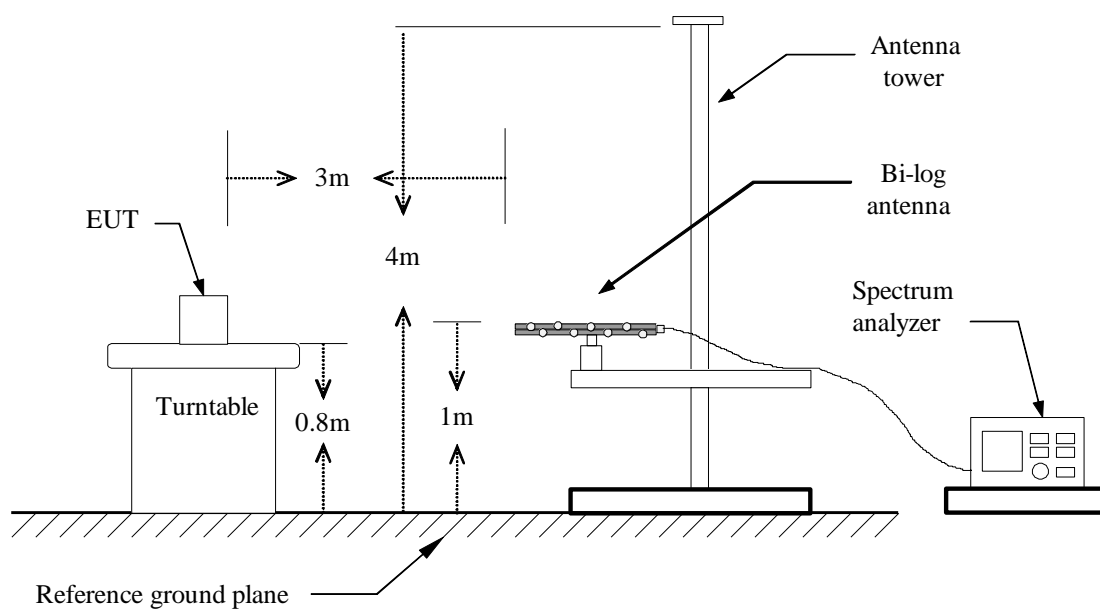 Antenna
tower
3m
Bi-log
antenna
EUT
4m
Spectrum
analyzer
Turntable
0.8m
1m
Reference ground plane